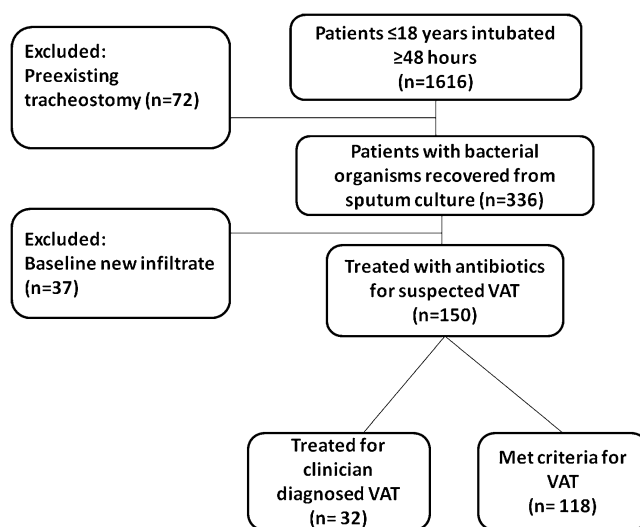 Patients ≤18 years intubated
≥48 hours
(n=1616)
Excluded:
Preexisting
tracheostomy (n=72)
Patients with bacterial
organisms recovered from
sputum culture (n=336)
Excluded:
Baseline new infiltrate
(n=37)
Treated with antibiotics
for suspected VAT
(n=150)
Treated for
clinician
diagnosed VAT
(n= 32)
Met criteria for
VAT
(n= 118)